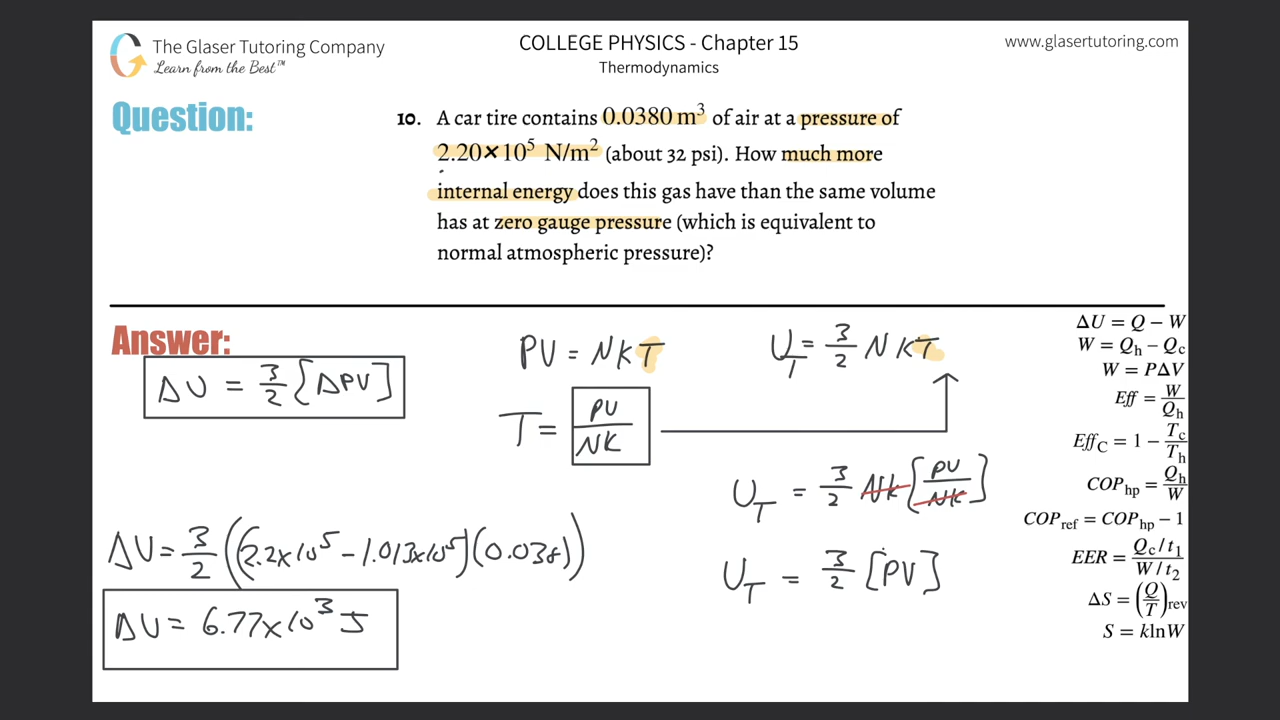 The Glaser Tutoring Company
Learn from the Best™
COLLEGE PHYSICS - Chapter 15
Thermodynamics
www.glasertutoring.com
Question:
10. A car tire contains 0.0380 m³ of air at a pressure of
2.20×10⁵ N/m² (about 32 psi). How much more
internal energy does this gas have than the same volume
has at zero gauge pressure (which is equivalent to
normal atmospheric pressure)?
Answer:
ΔU = 3/2 [ΔPV]
PV = NKT
T = PV/NK
U_T = 3/2 NKT
U_T = 3/2 NK [PV/NK]
U_T = 3/2 [PV]
ΔU = 3/2 ((2.2x10⁵ - 1.013x10⁵)(0.038))
ΔU = 6.77x10³ J
ΔU = Q − W
W = Q_h − Q_c
W = PΔV
Eff = W/Q_h
Eff_C = 1 − T_c/T_h
COP_hp = Q_h/W
COP_ref = COP_hp − 1
EER = (Q_c/t₁)/(W/t₂)
ΔS = (Q/T)_rev
S = klnW